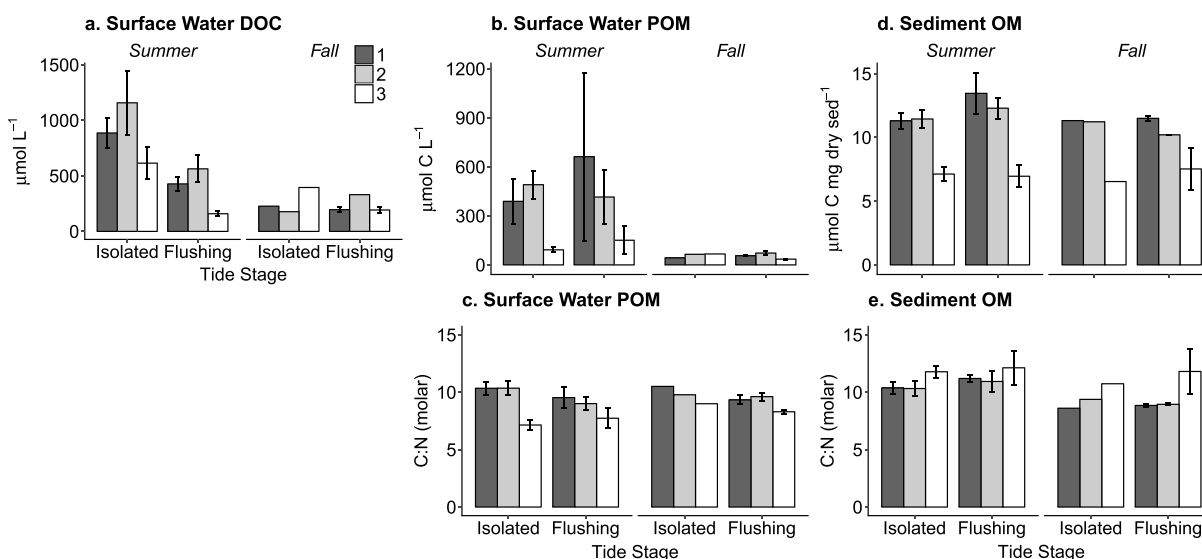 a. Surface Water DOC
Summer
Fall
1
2
3
1500
1000
500
0
µmol L⁻¹
Isolated Flushing
Isolated Flushing
Tide Stage
b. Surface Water POM
Summer
Fall
1200
900
600
300
0
µmol C L⁻¹
d. Sediment OM
Summer
Fall
15
10
5
0
µmol C mg dry sed⁻¹
c. Surface Water POM
15
10
5
0
C:N (molar)
Isolated Flushing
Isolated Flushing
Tide Stage
e. Sediment OM
15
10
5
0
C:N (molar)
Isolated Flushing
Isolated Flushing
Tide Stage